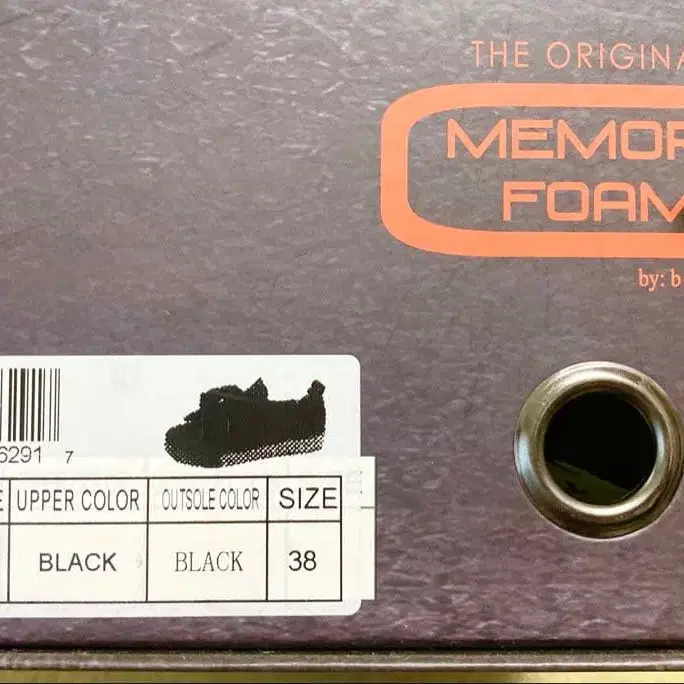 THE ORIGINA
MEMOR
FOAM
by: b
6291 7
E UPPER COLOR OUTSOLE COLOR SIZE
BLACK BLACK 38